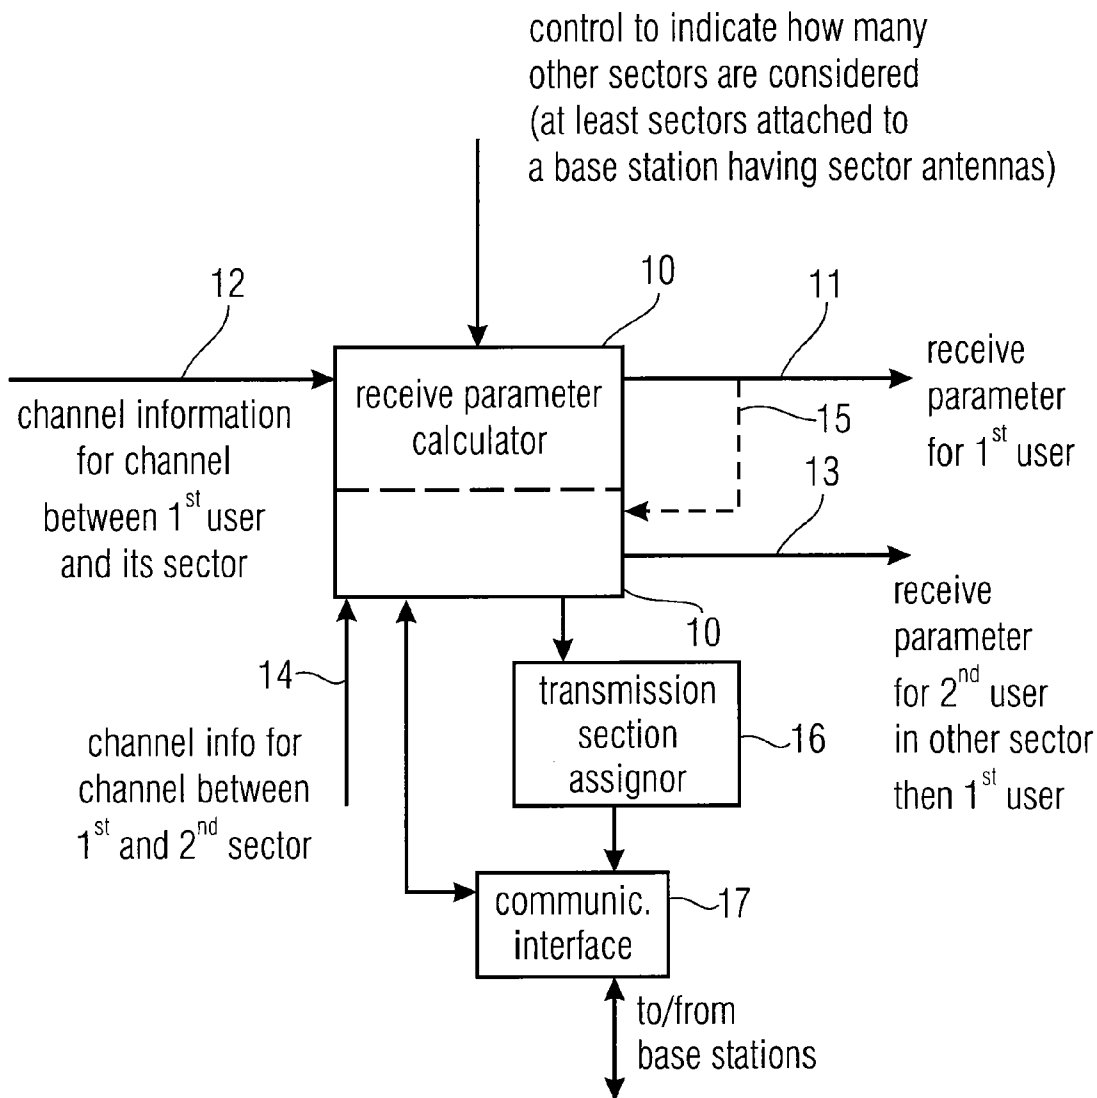 control to indicate how many
other sectors are considered
(at least sectors attached to
a base station having sector antennas)
12
10
11
receive
parameter
for 1st user
channel information
for channel
between 1st user
and its sector
receive parameter
calculator
15
13
10
receive
parameter
for 2nd user
in other sector
then 1st user
14
channel info for
channel between
1st and 2nd sector
transmission
section
assignor
16
communic.
interface
17
to/from
base stations